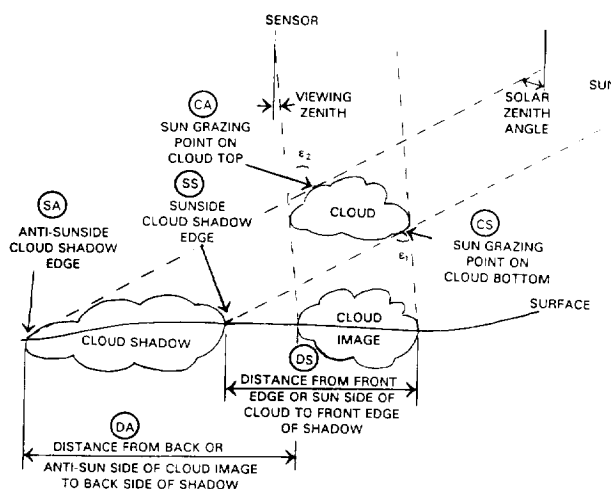 SENSOR
SUN
VIEWING
ZENITH
SOLAR
ZENITH
ANGLE
CA
SUN GRAZING
POINT ON
CLOUD TOP
ε2
SA
ANTI-SUNSIDE
CLOUD SHADOW
EDGE
SS
SUNSIDE
CLOUD SHADOW
EDGE
CLOUD
CS
SUN GRAZING
POINT ON
CLOUD BOTTOM
ε1
SURFACE
CLOUD SHADOW
CLOUD
IMAGE
DS
DISTANCE FROM FRONT
EDGE OR SUN SIDE OF
CLOUD TO FRONT EDGE
OF SHADOW
DA
DISTANCE FROM BACK OR
ANTI-SUN SIDE OF CLOUD IMAGE
TO BACK SIDE OF SHADOW